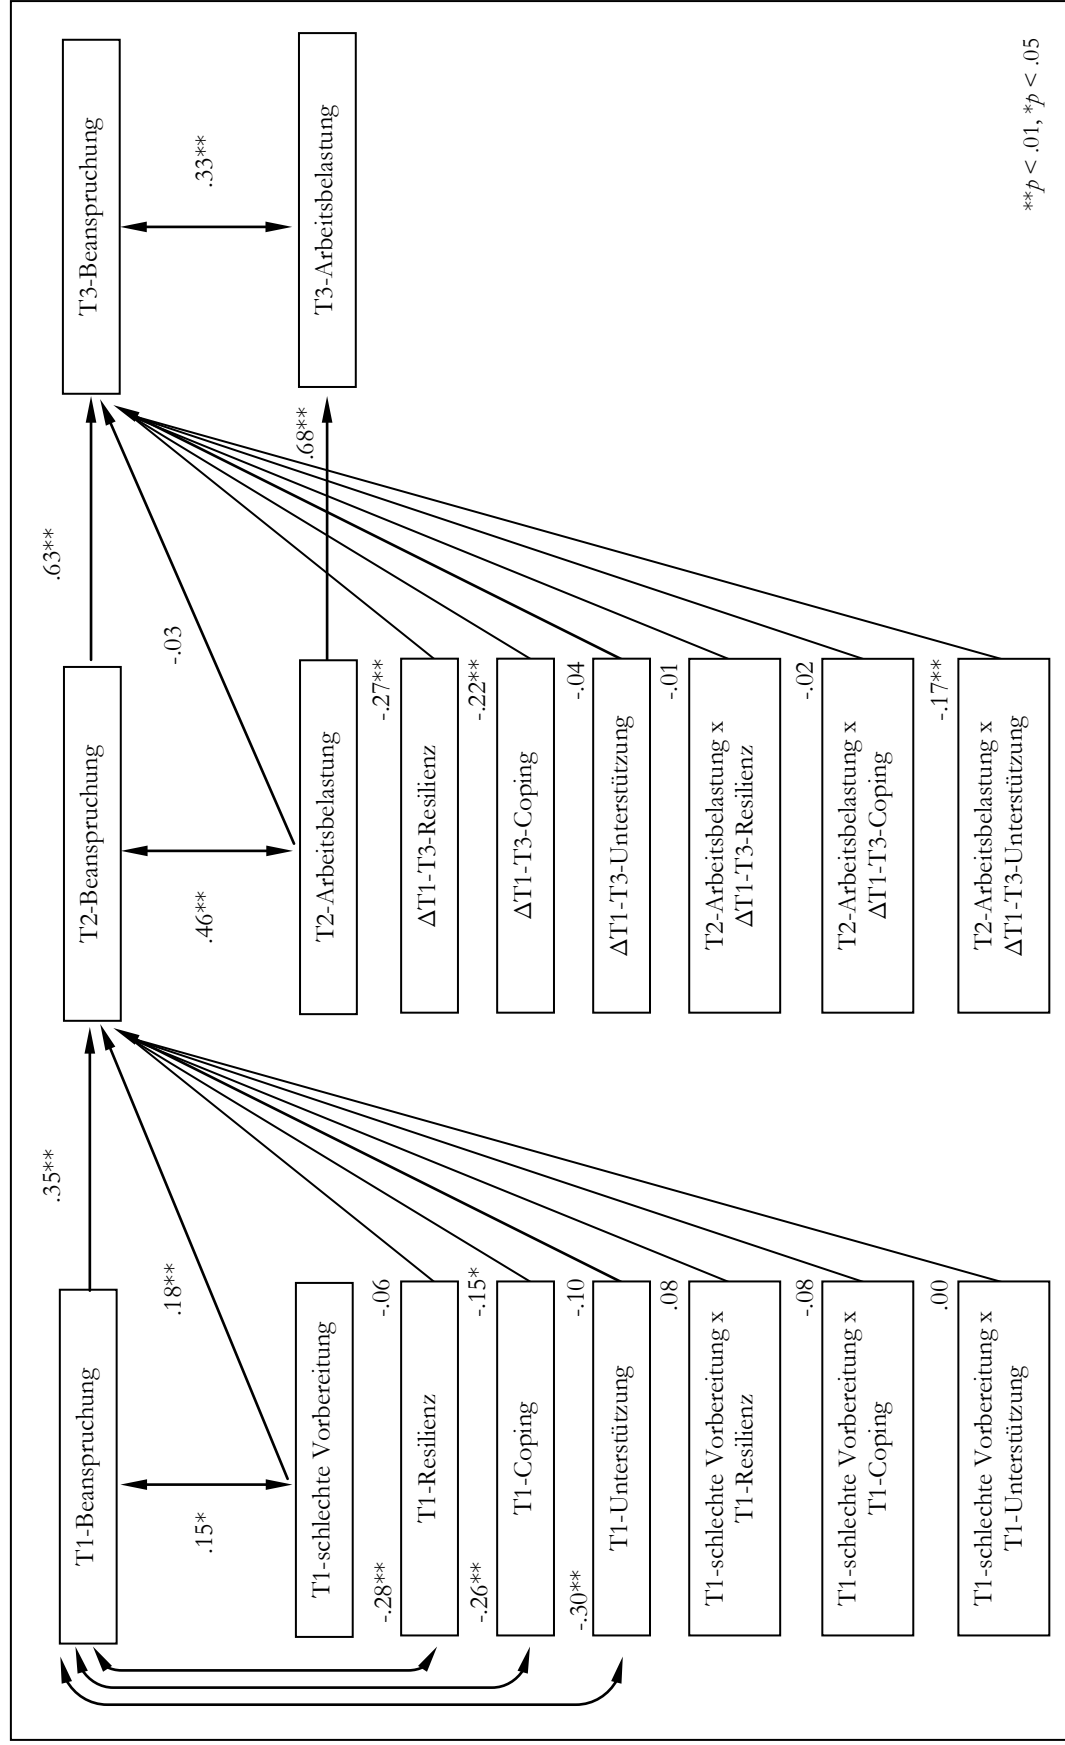 T1-Beanspruchung
.35**
T2-Beanspruchung
.63**
T3-Beanspruchung
.15*
.18**
.46**
-.03
.33**
T1-schlechte Vorbereitung
T2-Arbeitsbelastung
.68**
T3-Arbeitsbelastung
-.28**
T1-Resilienz
-.06
ΔT1-T3-Resilienz
-.27**
-.26**
T1-Coping
-.15*
ΔT1-T3-Coping
-.22**
-.30**
T1-Unterstützung
-.10
ΔT1-T3-Unterstützung
-.04
T1-schlechte Vorbereitung x
T1-Resilienz
.08
T2-Arbeitsbelastung x
ΔT1-T3-Resilienz
-.01
T1-schlechte Vorbereitung x
T1-Coping
-.08
T2-Arbeitsbelastung x
ΔT1-T3-Coping
-.02
T1-schlechte Vorbereitung x
T1-Unterstützung
.00
T2-Arbeitsbelastung x
ΔT1-T3-Unterstützung
-.17**
**p < .01, *p < .05